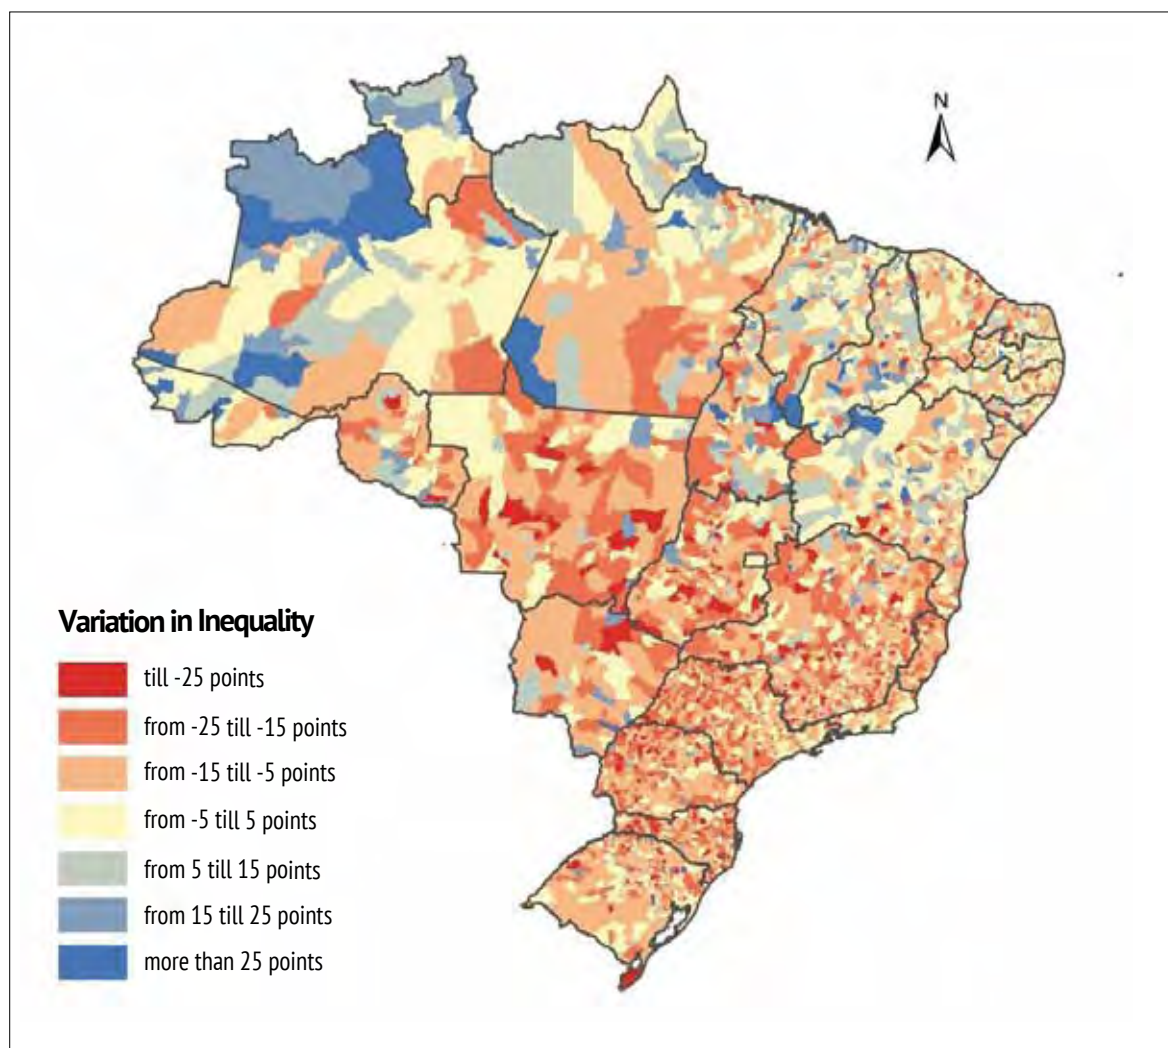 N
Variation in Inequality
till -25 points
from -25 till -15 points
from -15 till -5 points
from -5 till 5 points
from 5 till 15 points
from 15 till 25 points
more than 25 points